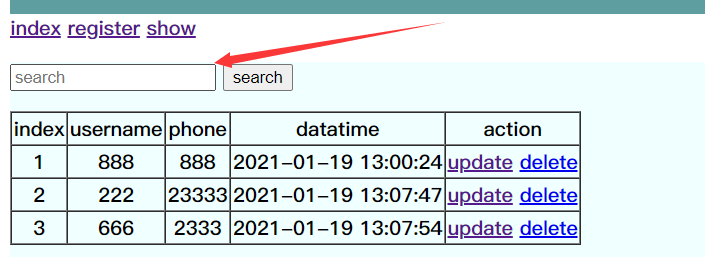 index register show
search search
index username phone datatime action
1 888 888 2021-01-19 13:00:24 update delete
2 222 23333 2021-01-19 13:07:47 update delete
3 666 2333 2021-01-19 13:07:54 update delete